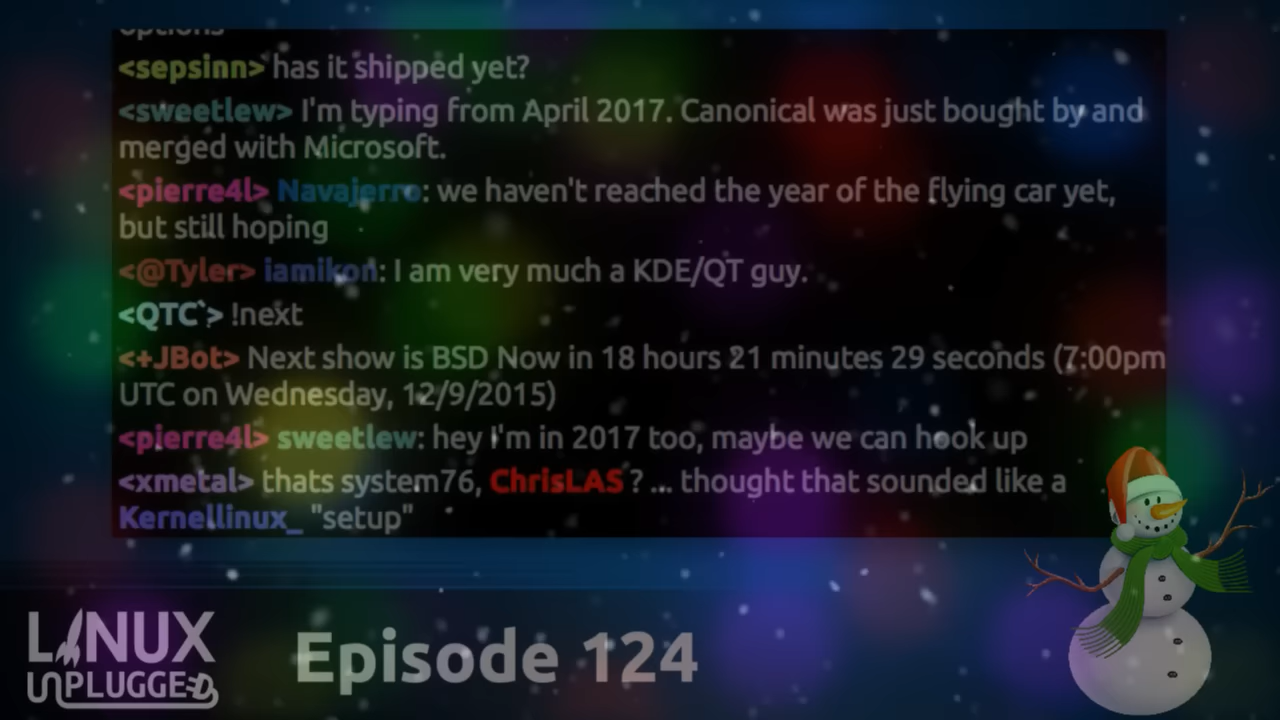 options
<sepsinn> has it shipped yet?
<sweetlew> I'm typing from April 2017. Canonical was just bought by and
merged with Microsoft.
<pierre4l> Navajerro: we haven't reached the year of the flying car yet,
but still hoping
<@Tyler> iamikon: I am very much a KDE/QT guy.
<QTC`> !next
<+JBot> Next show is BSD Now in 18 hours 21 minutes 29 seconds (7:00pm
UTC on Wednesday, 12/9/2015)
<pierre4l> sweetlew: hey I'm in 2017 too, maybe we can hook up
<xmetal> thats system76, ChrisLAS ? ... thought that sounded like a
Kernellinux_ "setup"
LINUX
UNPLUGGED
Episode 124